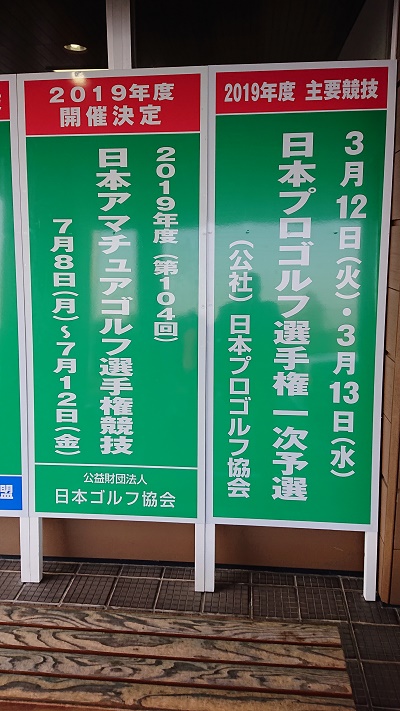 2019年度 主要競技
3月12日(火)・3月13日(水)
日本プロゴルフ選手権 一次予選
(公社)日本プロゴルフ協会
2019年度
開催決定
2019年度(第104回)
日本アマチュアゴルフ選手権競技
7月8日(月)~7月12日(金)
公益財団法人
日本ゴルフ協会
盟